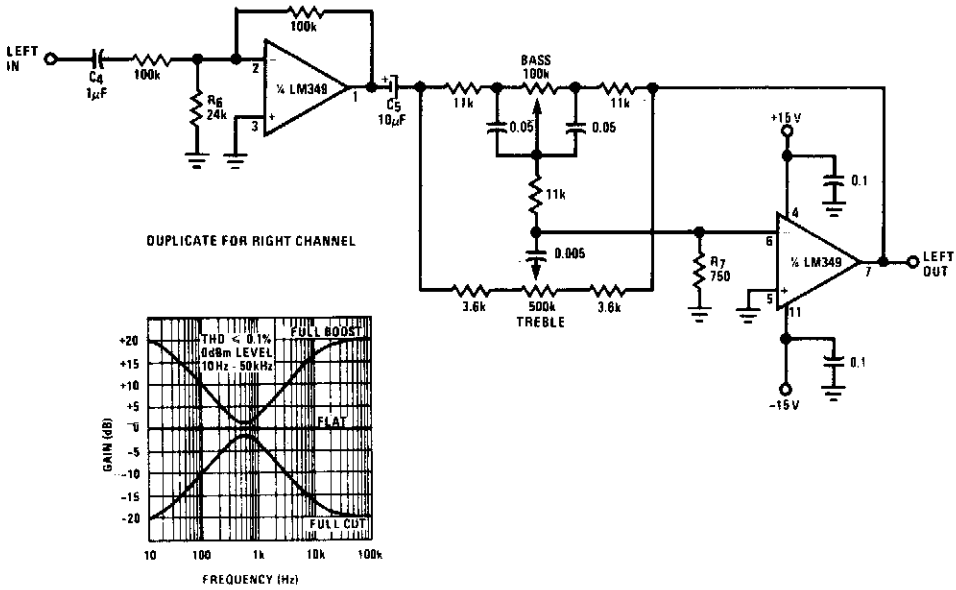 LEFT IN
C4
1µF
100k
R6
24k
100k
2
−
¼ LM349
+
3
1
+
C5
10µF
11k
BASS
100k
11k
0.05
0.05
11k
0.005
3.6k
500k
3.6k
TREBLE
R7
750
+15V
0.1
4
6
−
¼ LM349
7
+
5
11
LEFT OUT
0.1
−15V
DUPLICATE FOR RIGHT CHANNEL
GAIN (dB)
+20
+15
+10
+5
0
−5
−10
−15
−20
THD ≤ 0.1%
0dBm LEVEL
10Hz - 50kHz
FULL BOOST
FLAT
FULL CUT
10 100 1k 10k 100k
FREQUENCY (Hz)